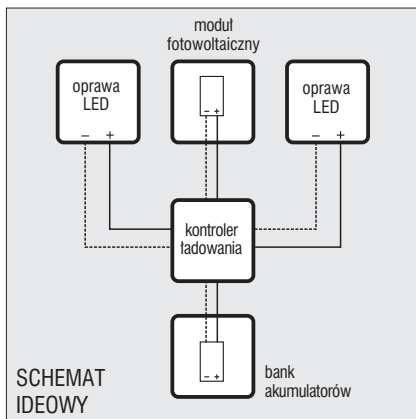 moduł
fotowoltaiczny
oprawa
LED
– +
– +
oprawa
LED
– +
kontroler
ładowania
– +
bank
akumulatorów
SCHEMAT
IDEOWY